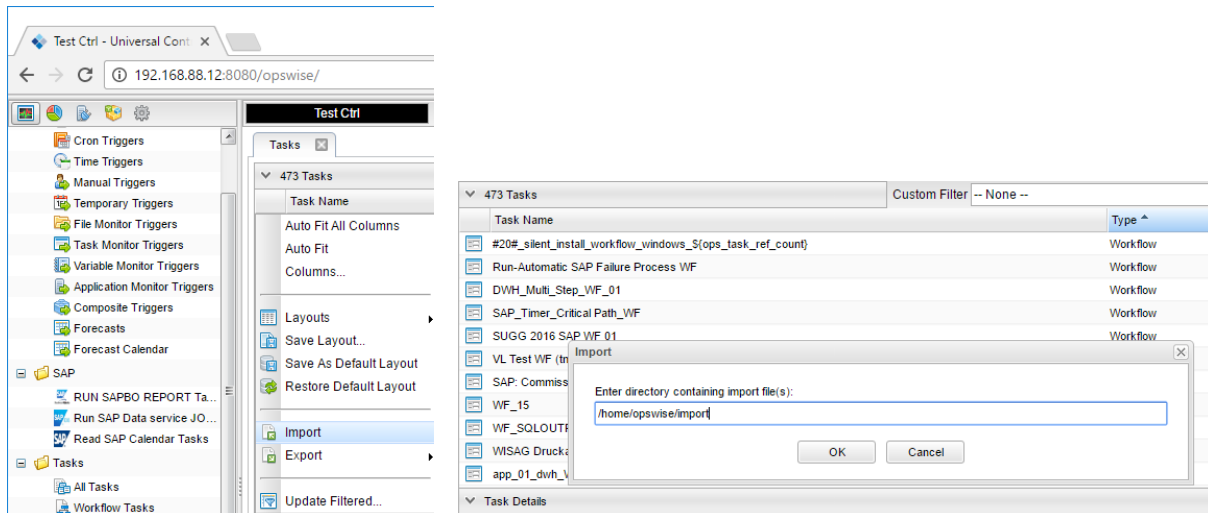 Test Ctrl - Universal Cont
192.168.88.12:8080/opswise/
Cron Triggers
Time Triggers
Manual Triggers
Temporary Triggers
File Monitor Triggers
Task Monitor Triggers
Variable Monitor Triggers
Application Monitor Triggers
Composite Triggers
Forecasts
Forecast Calendar
SAP
RUN SAPBO REPORT Ta...
Run SAP Data service JO...
Read SAP Calendar Tasks
Tasks
All Tasks
Workflow Tasks
Test Ctrl
Tasks
473 Tasks
Task Name
Auto Fit All Columns
Auto Fit
Columns...
Layouts
Save Layout...
Save As Default Layout
Restore Default Layout
Import
Export
Update Filtered...
473 Tasks Custom Filter -- None --
Task Name Type
#20#_silent_install_workflow_windows_${ops_task_ref_count} Workflow
Run-Automatic SAP Failure Process WF Workflow
DWH_Multi_Step_WF_01 Workflow
SAP_Timer_Critical Path_WF Workflow
SUGG 2016 SAP WF 01 Workflow
VL Test WF (tn
SAP: Commiss
WF_15
WF_SQLOUTF
WISAG Drucka
app_01_dwh_V
Import
Enter directory containing import file(s):
/home/opswise/import
OK Cancel
Task Details